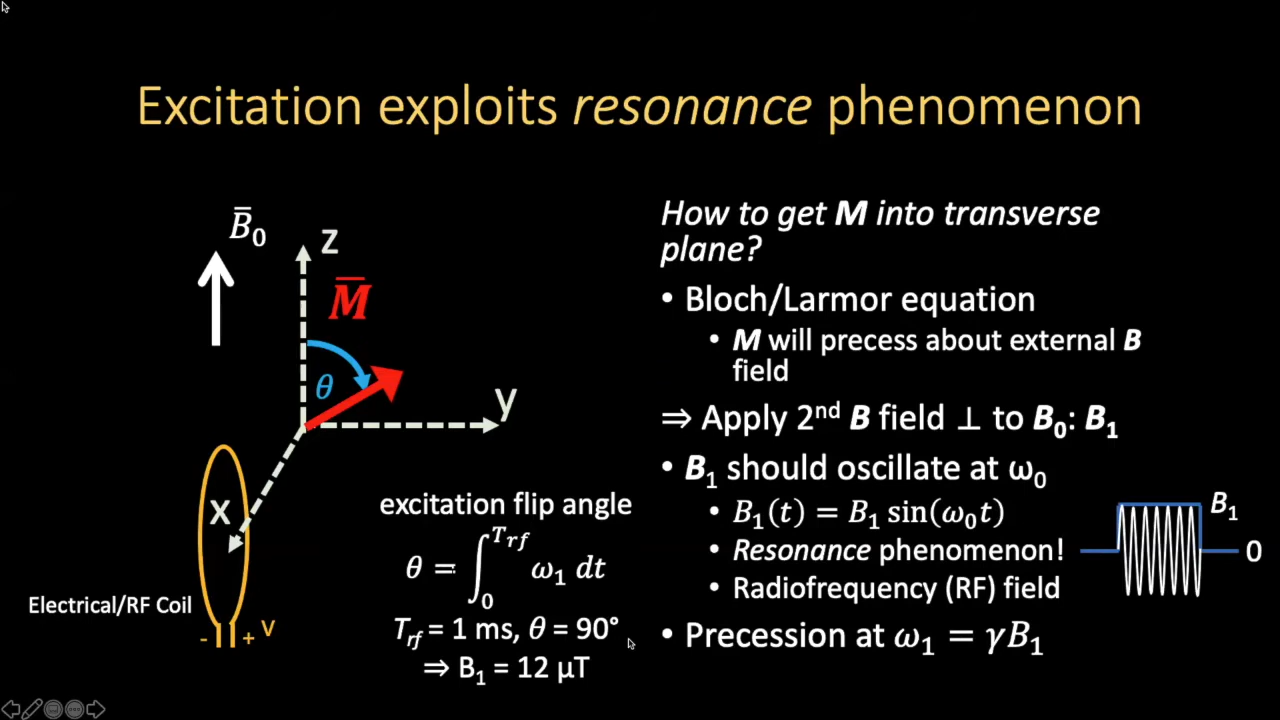 Excitation exploits resonance phenomenon
B̅₀
z
M̅
θ
y
x
Electrical/RF Coil
- + V
excitation flip angle
θ = ∫₀^{Trf} ω₁ dt
Trf = 1 ms, θ = 90°
⇒ B₁ = 12 µT
How to get M into transverse
plane?
• Bloch/Larmor equation
• M will precess about external B
field
⇒ Apply 2nd B field ⊥ to B₀: B₁
• B₁ should oscillate at ω₀
• B₁(t) = B₁ sin(ω₀t)
• Resonance phenomenon!
• Radiofrequency (RF) field
• Precession at ω₁ = γB₁
B₁
0